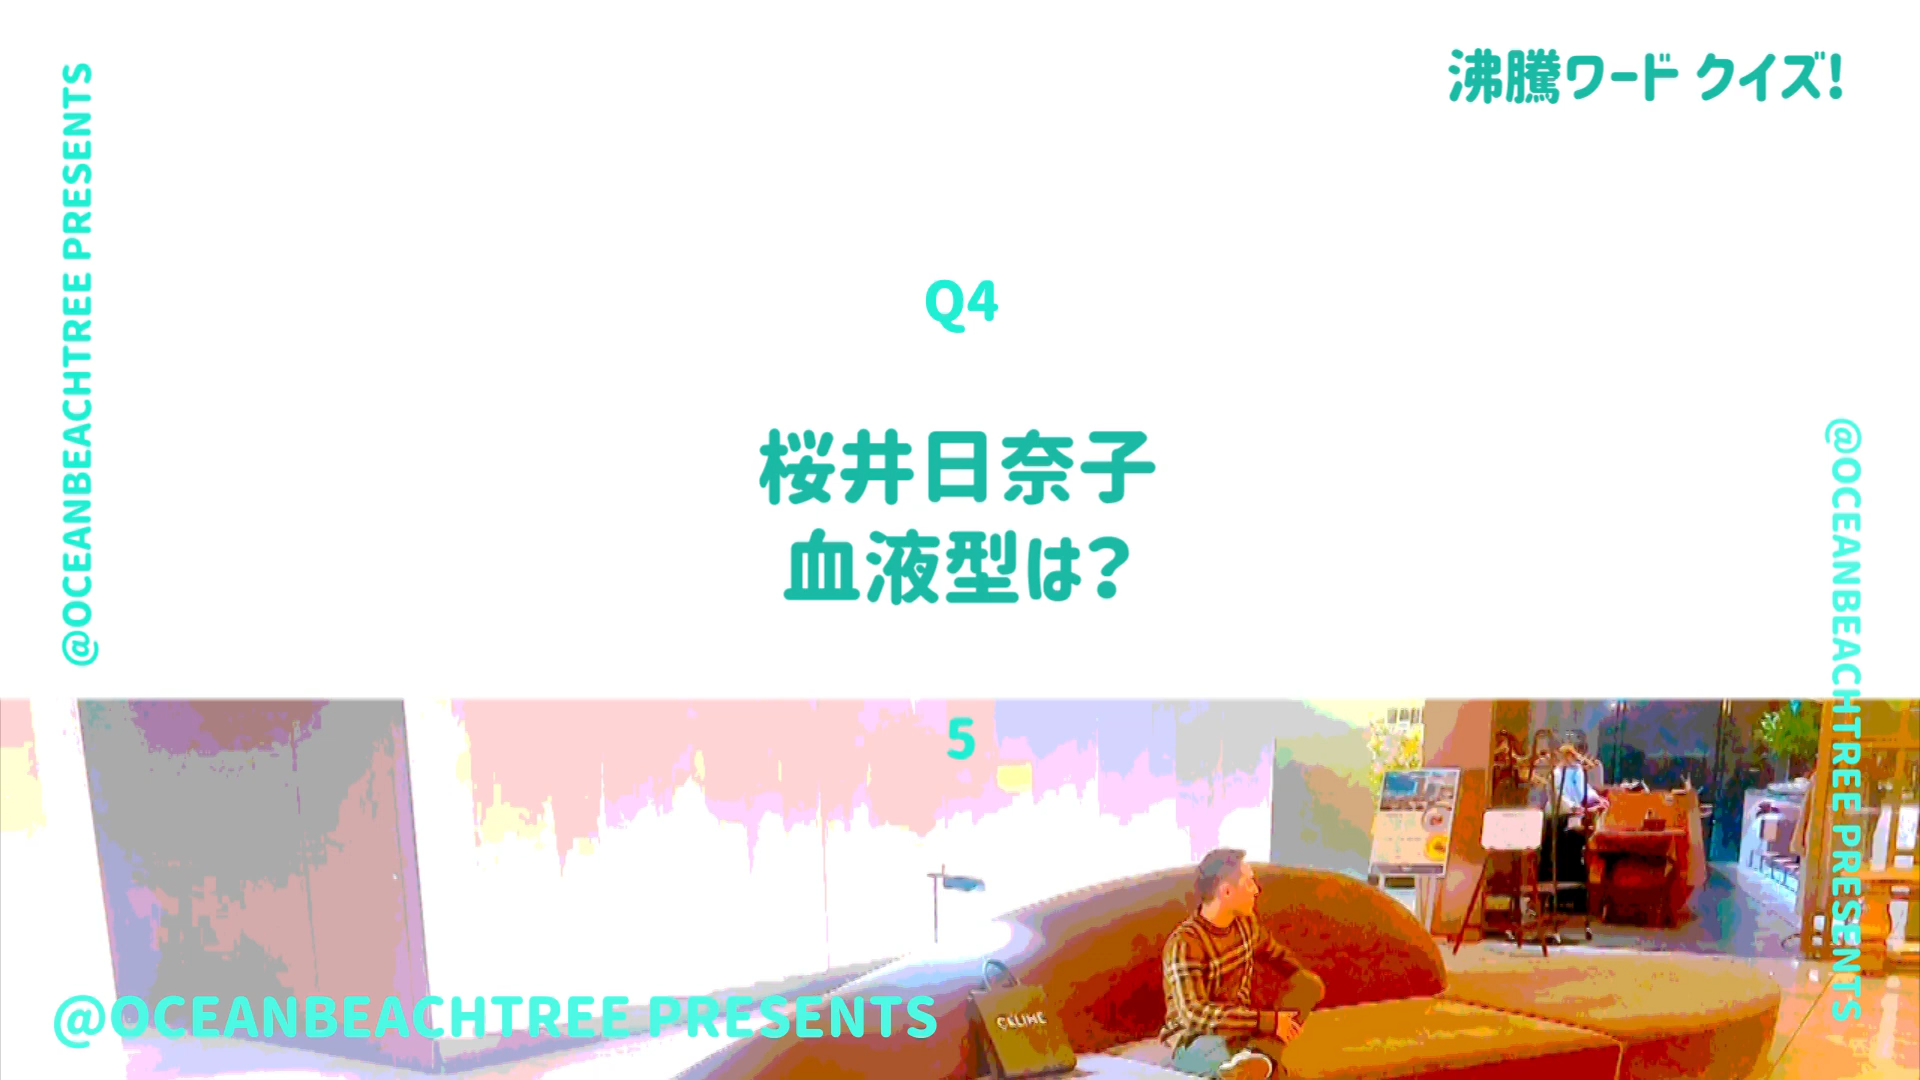 沸騰ワード クイズ!
@OCEANBEACHTREE PRESENTS
Q4
桜井日奈子
血液型は?
@OCEANBEACHTREE PRESENTS
5
CELINE
@OCEANBEACHTREE PRESENTS